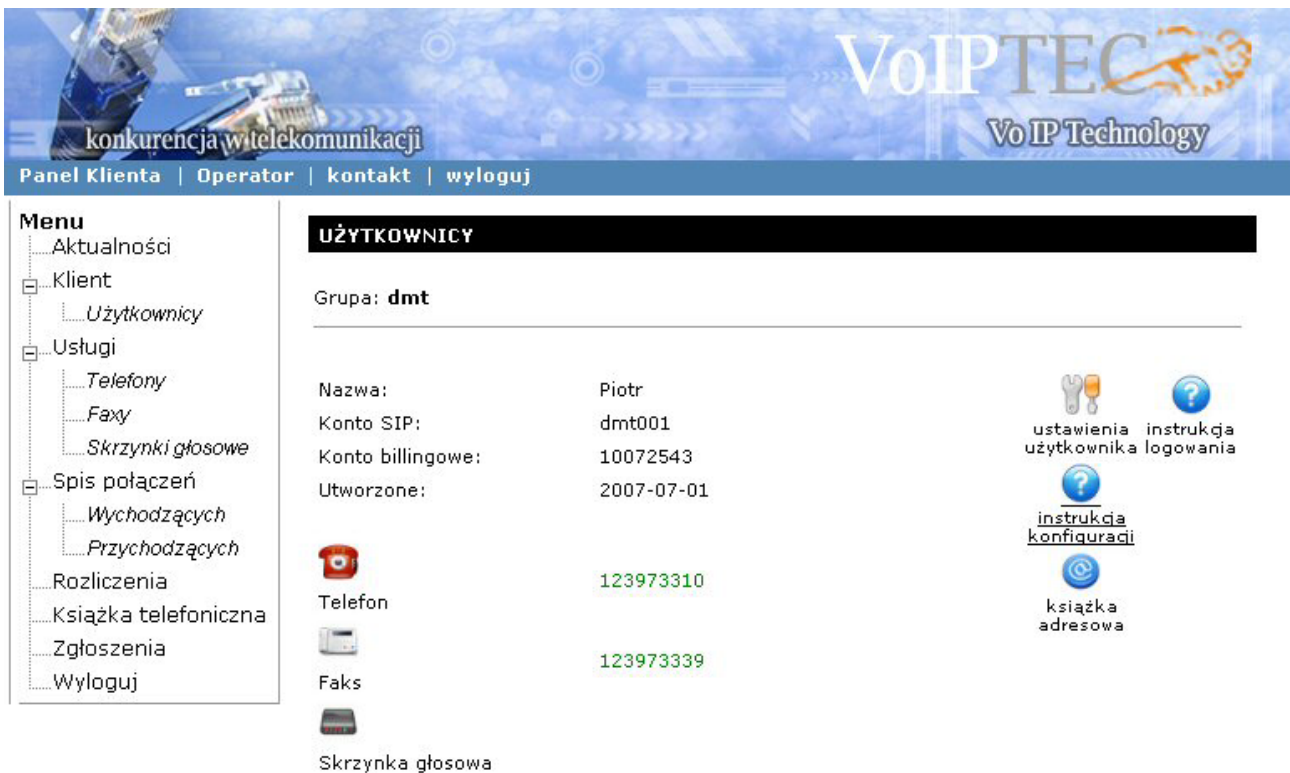 VoIPTEC
konkurencja w telekomunikacji
Vo IP Technology
Panel Klienta | Operator | kontakt | wyloguj
Menu
Aktualności
Klient
Użytkownicy
Usługi
Telefony
Faxy
Skrzynki głosowe
Spis połączeń
Wychodzących
Przychodzących
Rozliczenia
Książka telefoniczna
Zgłoszenia
Wyloguj
UŻYTKOWNICY
Grupa: dmt
Nazwa: Piotr
Konto SIP: dmt001
Konto billingowe: 10072543
Utworzone: 2007-07-01
Telefon 123973310
Faks 123973339
Skrzynka głosowa
ustawienia użytkownika
instrukcja logowania
instrukcja konfiguracji
książka adresowa